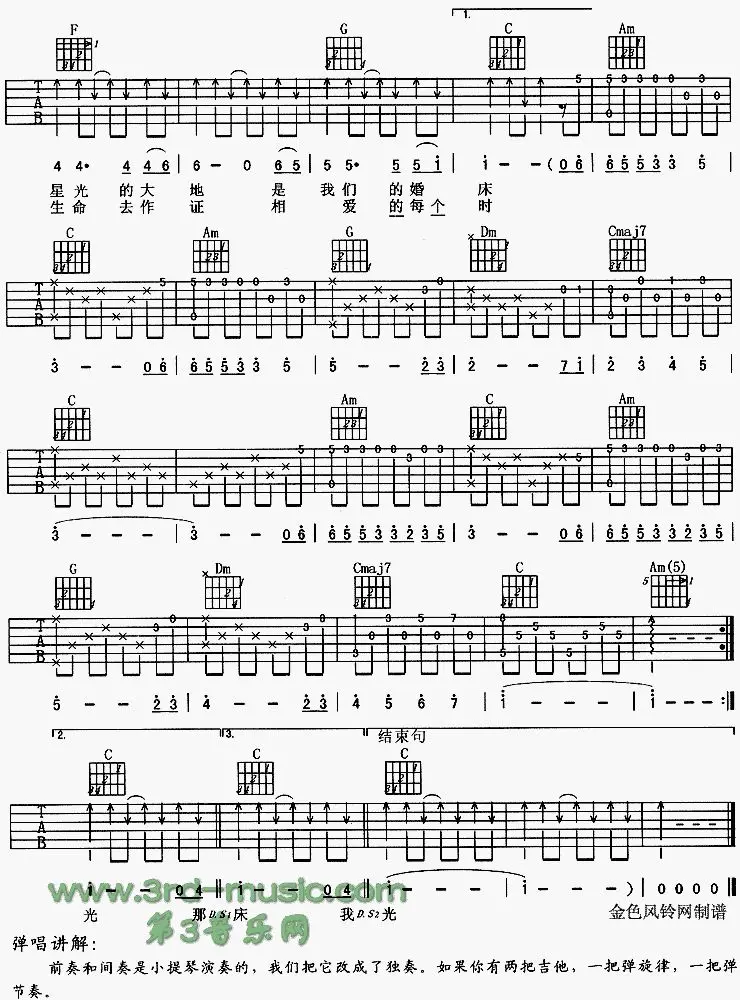 1.
F G C Am
T A B
4 4· 4 4 6 | 6 - 0 6 5 | 5 5· 5 5 i | i - - (0 6 | 6 5 5 3 3 5
星光 的大 地 是 我们 的婚 床
生命 去作 证 相 爱 的每个 时
C Am G Dm Cmaj7
T A B
3 - - 0 6 | 6 5 5 3 3 5 | 5 - - 2 3 | 2 - - 7 i | 2 3 4 5
C Am C Am
T A B
3 - - - | 3 - - 0 6 | 6 5 5 3 3 2 3 5 | 3 - - 0 6 | 6 5 5 3 3 2 3 5
G Dm Cmaj7 C Am(5)
T A B
5 - - 2 3 | 4 - - 2 3 | 4 5 6 7 | i - - - | i - - - :||
2. 3. 结束句
C C C
T A B
i - - 0 4 || i - - 0 4 || i - - - | i - - - ) | 0 0 0 0
光 那D.S1床 我D.S2光
www.3rd-music.com
第3音乐网
金色风铃网制谱
弹唱讲解:
前奏和间奏是小提琴演奏的，我们把它改成了独奏。如果你有两把吉他，一把弹旋律，一把弹
节奏。